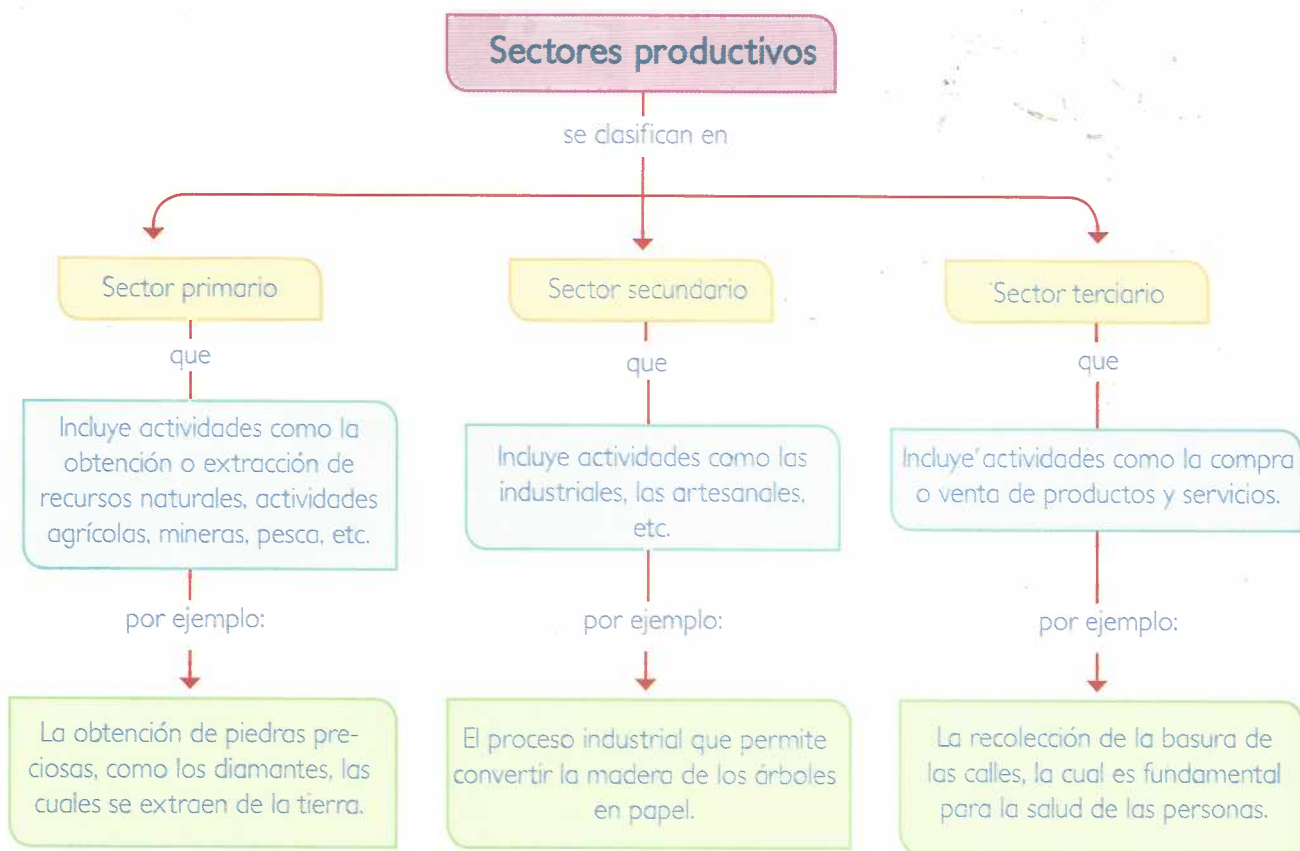 Sectores productivos
se clasifican en
Sector primario
que
Incluye actividades como la
obtención o extracción de
recursos naturales, actividades
agrícolas, mineras, pesca, etc.
por ejemplo:
La obtención de piedras pre-
ciosas, como los diamantes, las
cuales se extraen de la tierra.
Sector secundario
que
Incluye actividades como las
industriales, las artesanales,
etc.
por ejemplo:
El proceso industrial que permite
convertir la madera de los árboles
en papel.
Sector terciario
que
Incluye actividades como la compra
o venta de productos y servicios.
por ejemplo:
La recolección de la basura de
las calles, la cual es fundamental
para la salud de las personas.